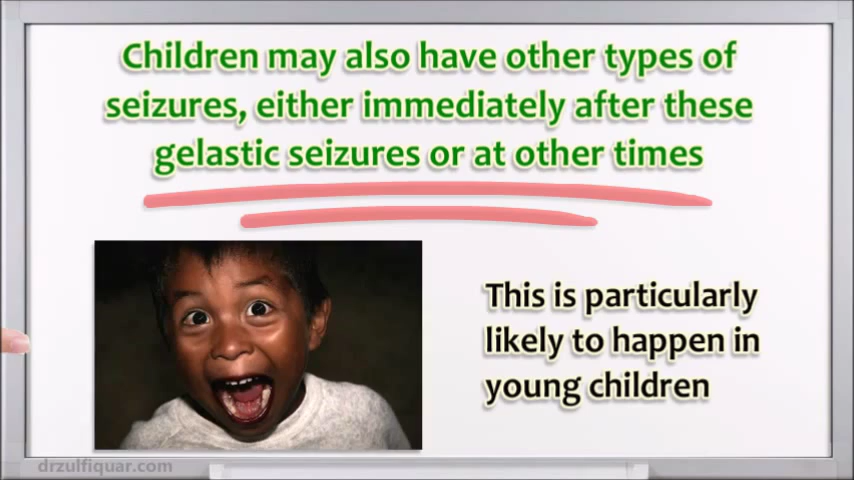 Children may also have other types of
seizures, either immediately after these
gelastic seizures or at other times
This is particularly
likely to happen in
young children
drzulfiquar.com